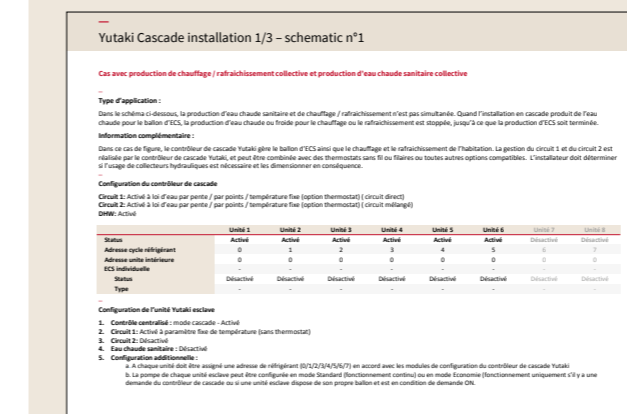 Yutaki Cascade installation 1/3 – schematic n°1
Cas avec production de chauffage / rafraichissement collective et production d'eau chaude sanitaire collective
Type d'application :
Dans le schéma ci-dessous, la production d'eau chaude sanitaire et de chauffage / rafraichissement n'est pas simultanée. Quand l'installation en cascade produit de l'eau
chaude pour le ballon d'ECS, la production d'eau chaude ou froide pour le chauffage ou le rafraichissement est stoppée, jusqu'à ce que la production d'ECS soit terminée.
Information complémentaire :
Dans ce cas de figure, le contrôleur de cascade Yutaki gère le ballon d'ECS ainsi que le chauffage et le rafraichissement de l'habitation. La gestion du circuit 1 et du circuit 2 est
réalisée par le contrôleur de cascade Yutaki, et peut être combinée avec des thermostats sans fil ou filaires ou toutes autres options compatibles. L'installateur doit déterminer
si l'usage de collecteurs hydrauliques est nécessaire et les dimensionner en conséquence.
Configuration du contrôleur de cascade
Circuit 1: Activé à loi d'eau par pente / par points / température fixe (option thermostat) ( circuit direct)
Circuit 2: Activé à loi d'eau par pente / par points / température fixe (option thermostat) ( circuit mélangé)
DHW: Activé
Unité 1 Unité 2 Unité 3 Unité 4 Unité 5 Unité 6 Unité 7 Unité 8
Status Activé Activé Activé Activé Activé Activé Désactivé Désactivé
Adresse cycle réfrigérant 0 1 2 3 4 5 6 7
Adresse unite intérieure 0 0 0 0 0 0 0 0
ECS individuelle - - - - - - - -
Status Désactivé Désactivé Désactivé Désactivé Désactivé Désactivé Désactivé Désactivé
Type - - - - - - - -
Configuration de l'unité Yutaki esclave
1. Contrôle centralisé : mode cascade - Activé
2. Circuit 1: Activé à paramètre fixe de température (sans thermostat)
3. Circuit 2: Désactivé
4. Eau chaude sanitaire : Désactivé
5. Configuration additionnelle :
a. A chaque unité doit être assigné une adresse de réfrigérant (0/1/2/3/4/5/6/7) en accord avec les modules de configuration du contrôleur de cascade Yutaki
b. La pompe de chaque unité esclave peut être configurée en mode Standard (fonctionnement continu) ou en mode Economie (fonctionnement uniquement s'il y a une
demande du contrôleur de cascade ou si une unité esclave dispose de son propre ballon et est en condition de demande ON.